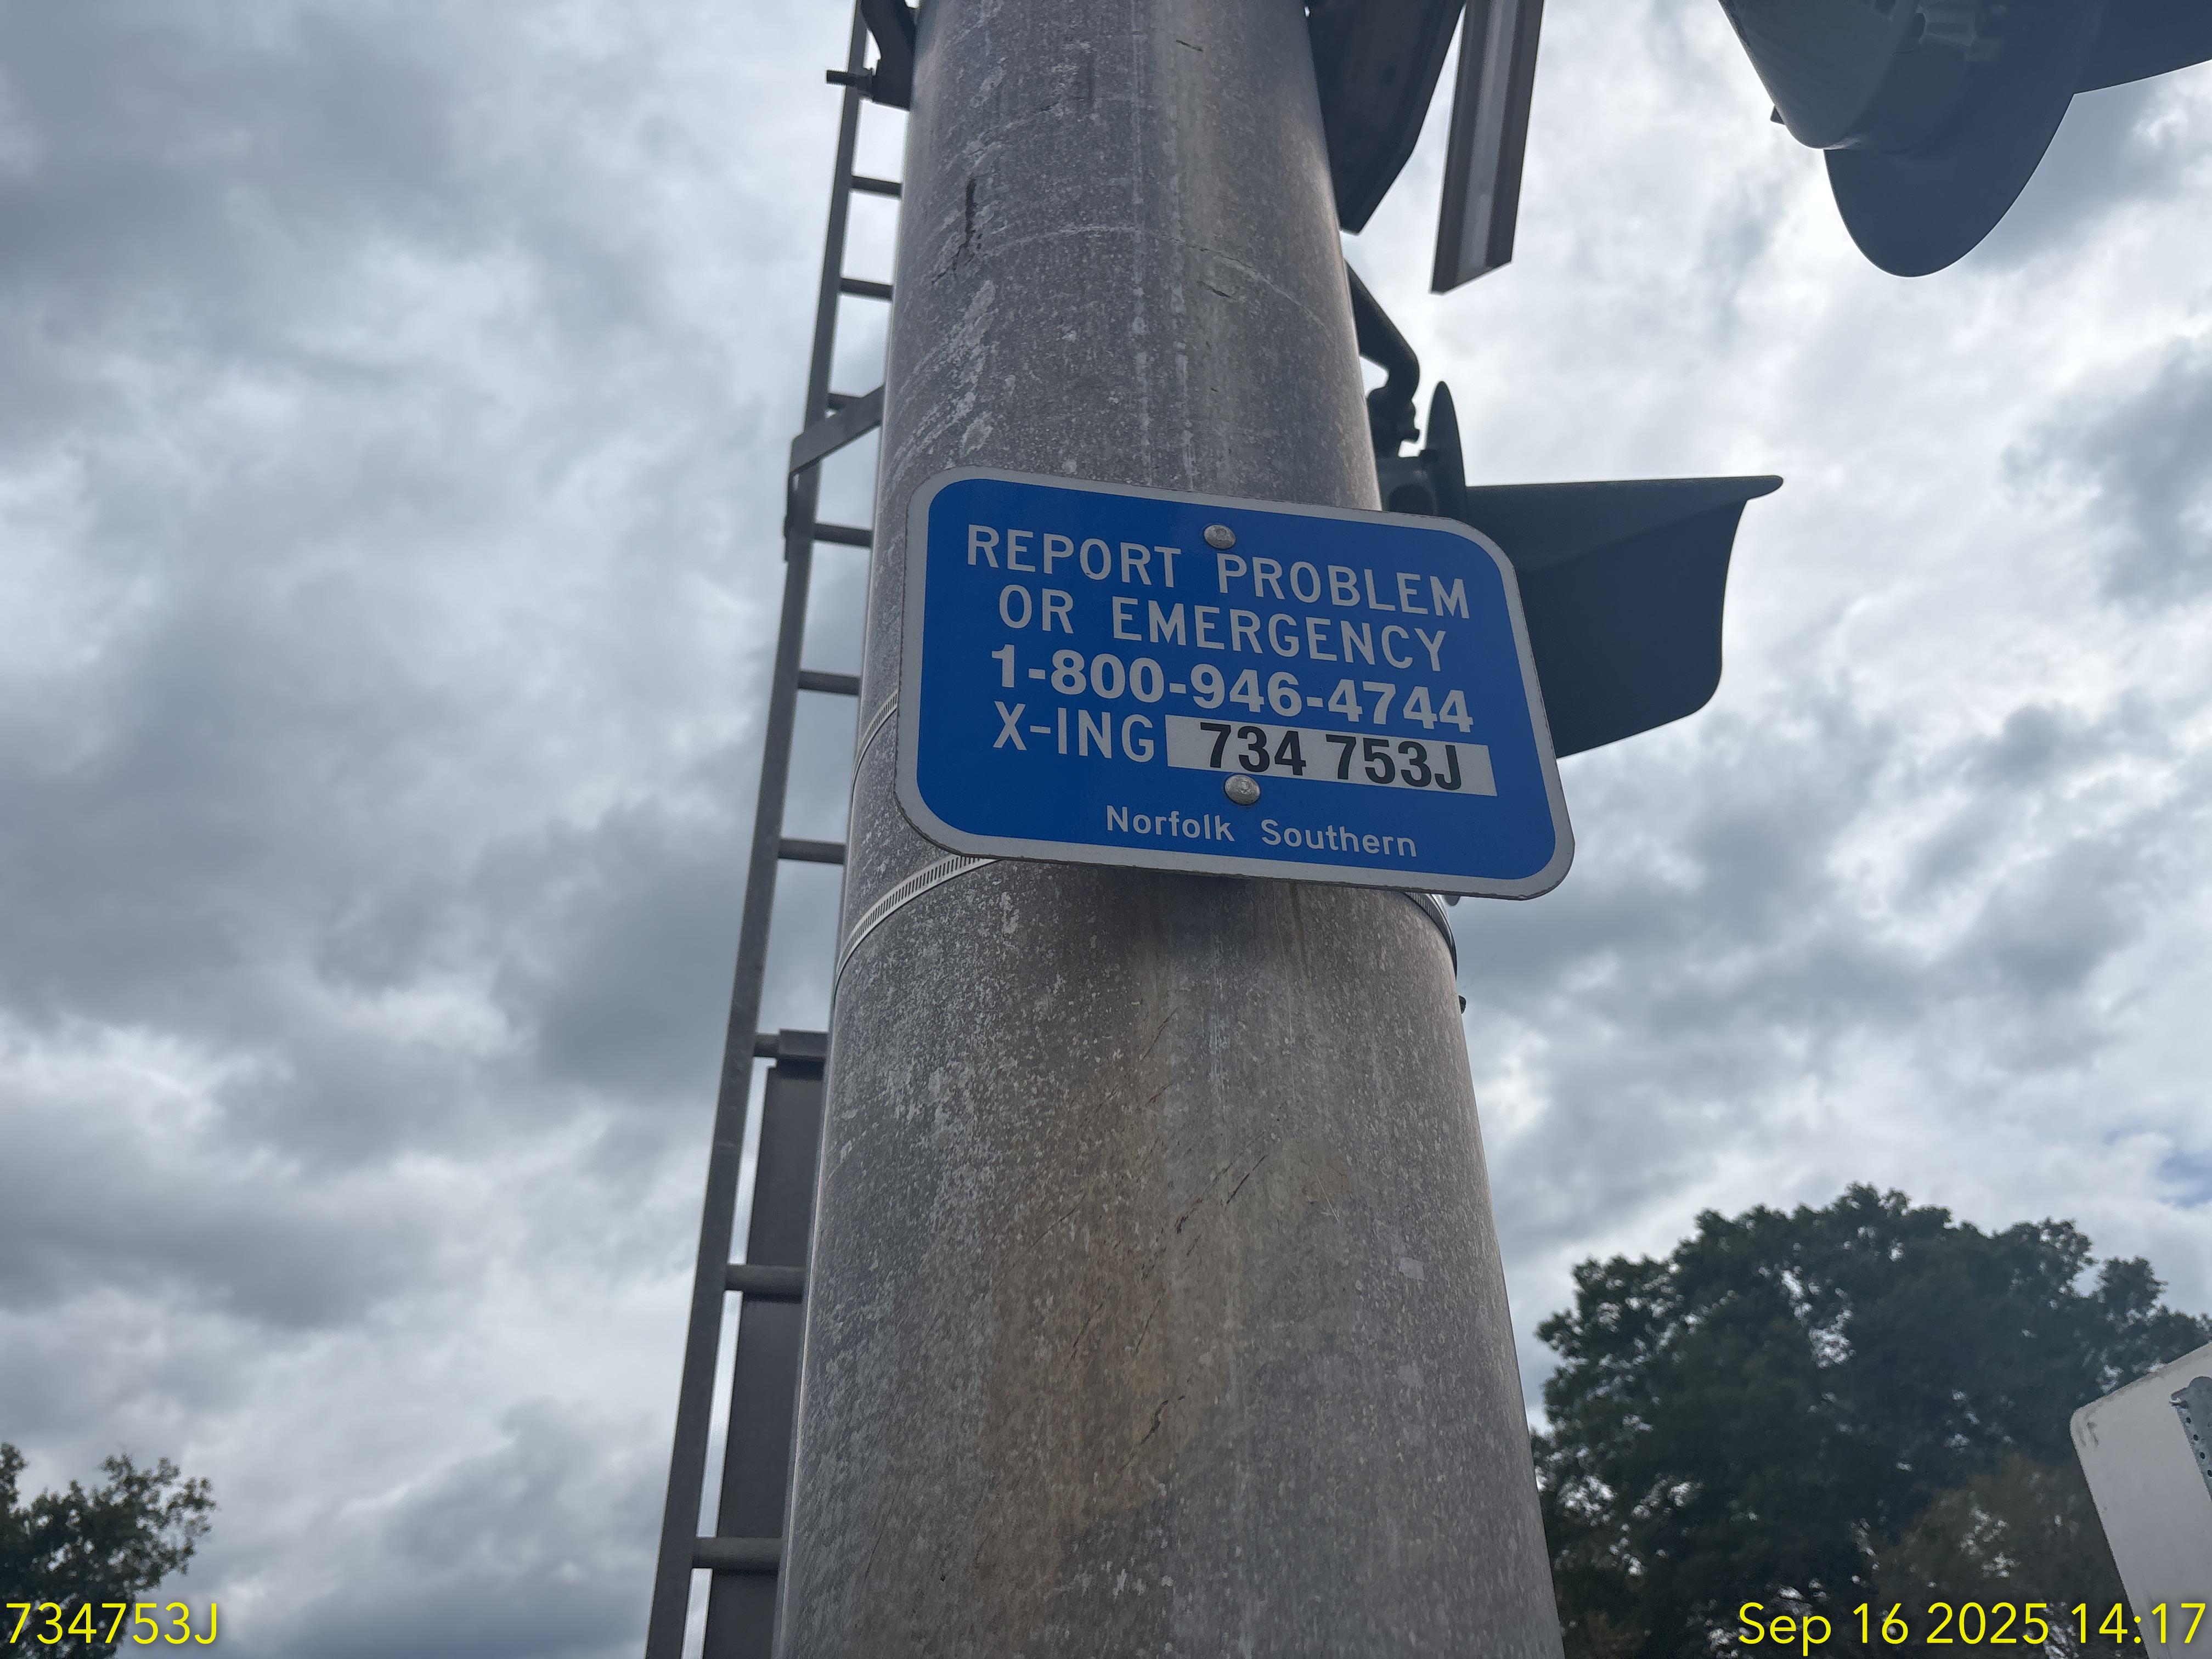 REPORT PROBLEM
OR EMERGENCY
1-800-946-4744
X-ING 734 753J
Norfolk Southern
734753J
Sep 16 2025 14:17